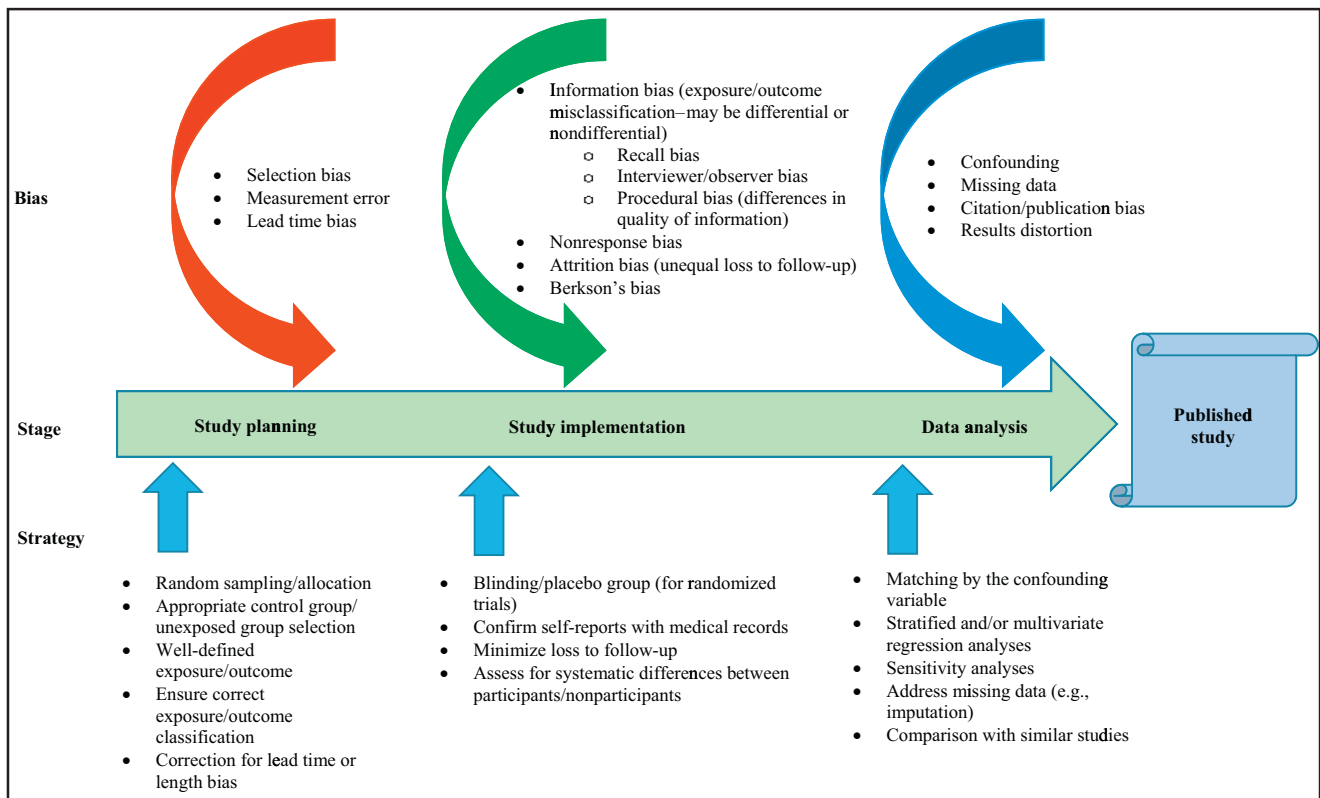 Bias
• Selection bias
• Measurement error
• Lead time bias
• Information bias (exposure/outcome
misclassification–may be differential or
nondifferential)
○ Recall bias
○ Interviewer/observer bias
○ Procedural bias (differences in
quality of information)
• Nonresponse bias
• Attrition bias (unequal loss to follow-up)
• Berkson’s bias
• Confounding
• Missing data
• Citation/publication bias
• Results distortion
Stage
Study planning
Study implementation
Data analysis
Published
study
Strategy
• Random sampling/allocation
• Appropriate control group/
unexposed group selection
• Well-defined
exposure/outcome
• Ensure correct
exposure/outcome
classification
• Correction for lead time or
length bias
• Blinding/placebo group (for randomized
trials)
• Confirm self-reports with medical records
• Minimize loss to follow-up
• Assess for systematic differences between
participants/nonparticipants
• Matching by the confounding
variable
• Stratified and/or multivariate
regression analyses
• Sensitivity analyses
• Address missing data (e.g.,
imputation)
• Comparison with similar studies